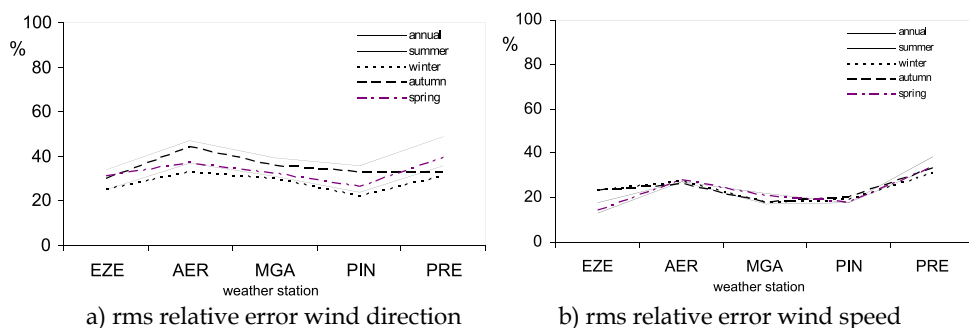 100
%
80
60
40
20
0
annual
summer
winter
autumn
spring
EZE AER MGA PIN PRE
weather station
a) rms relative error wind direction
100
%
80
60
40
20
0
annual
summer
winter
autumn
spring
EZE AER MGA PIN PRE
weather station
b) rms relative error wind speed